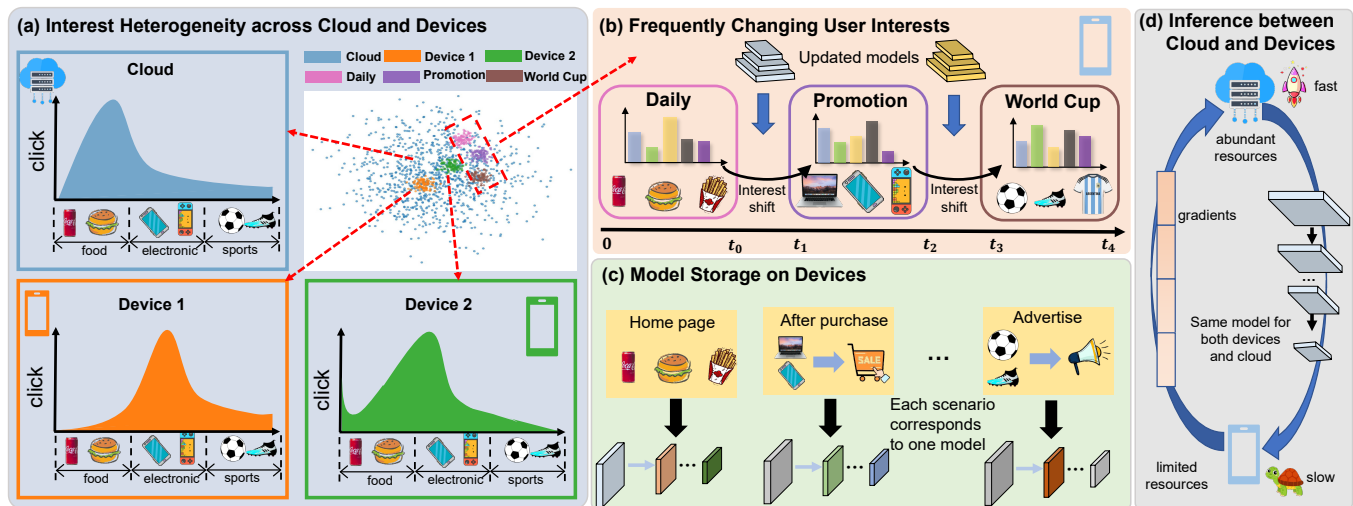 (a) Interest Heterogeneity across Cloud and Devices
Cloud
Device 1
Device 2
Daily
Promotion
World Cup
Cloud
click
food
electronic
sports
Device 1
click
food
electronic
sports
Device 2
click
food
electronic
sports
(b) Frequently Changing User Interests
Updated models
Daily
Promotion
World Cup
Interest
shift
Interest
shift
0
t0
t1
t2
t3
t4
(c) Model Storage on Devices
Home page
After purchase
SALE
...
Advertise
Each scenario
corresponds
to one model
...
...
...
(d) Inference between
Cloud and Devices
fast
abundant
resources
gradients
...
Same model for
both devices
and cloud
limited
resources
slow